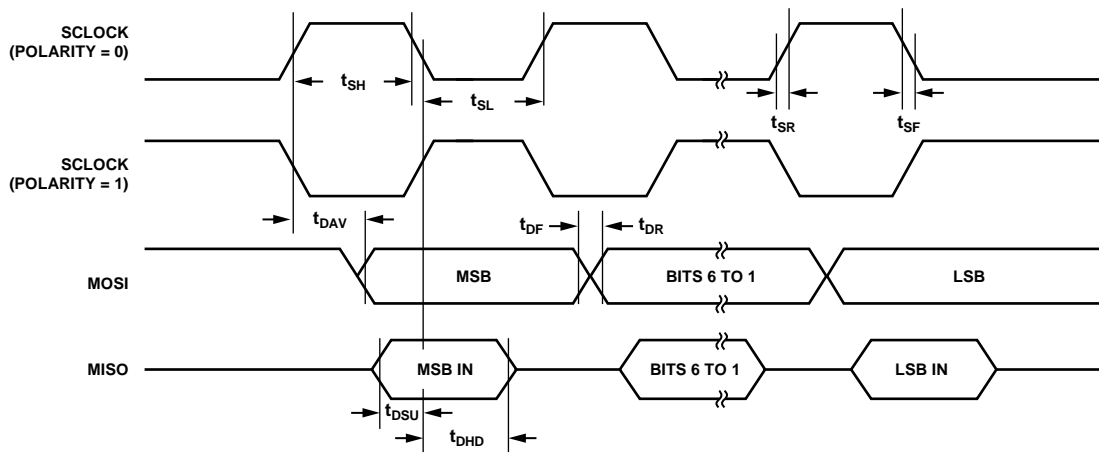 SCLOCK
(POLARITY = 0)
tSH
tSL
tSR
tSF
SCLOCK
(POLARITY = 1)
tDAV
tDF
tDR
MOSI
MSB
BITS 6 TO 1
LSB
MISO
MSB IN
BITS 6 TO 1
LSB IN
tDSU
tDHD